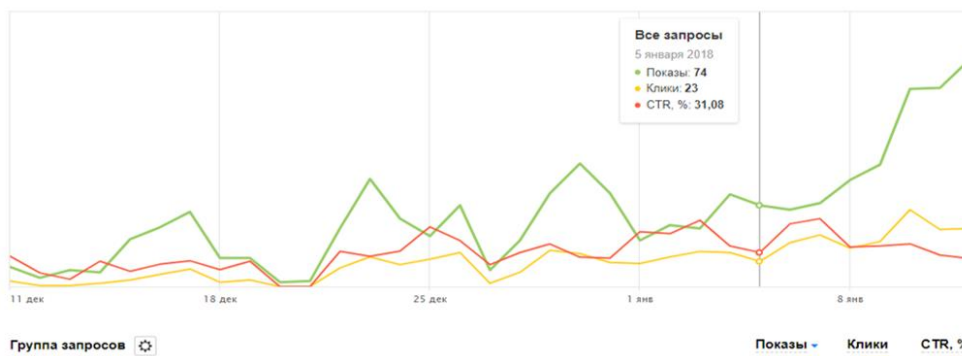 Все запросы
5 января 2018
Показы: 74
Клики: 23
CTR, %: 31,08
11 дек 18 дек 25 дек 1 янв 8 янв
Группа запросов Показы Клики CTR, %